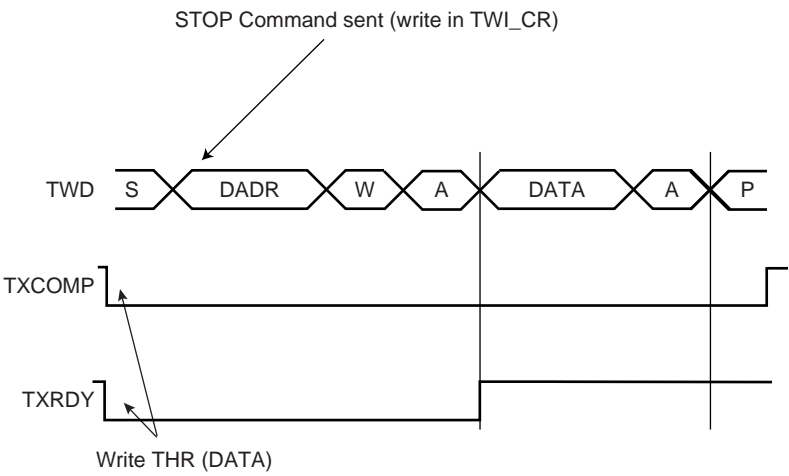 STOP Command sent (write in TWI_CR)
TWD S DADR W A DATA A P
TXCOMP
TXRDY
Write THR (DATA)